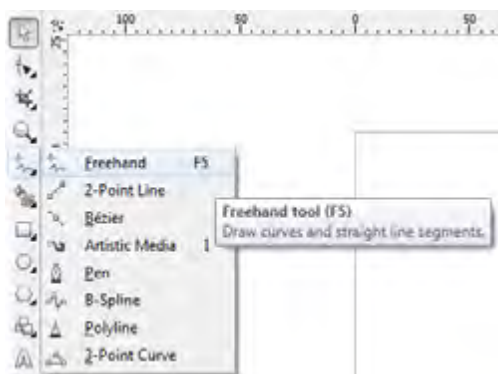 100 50 0 50
Freehand F5
2-Point Line
Bézier
Artistic Media I
Pen
B-Spline
Polyline
3-Point Curve
Freehand tool (F5)
Draw curves and straight line segments.